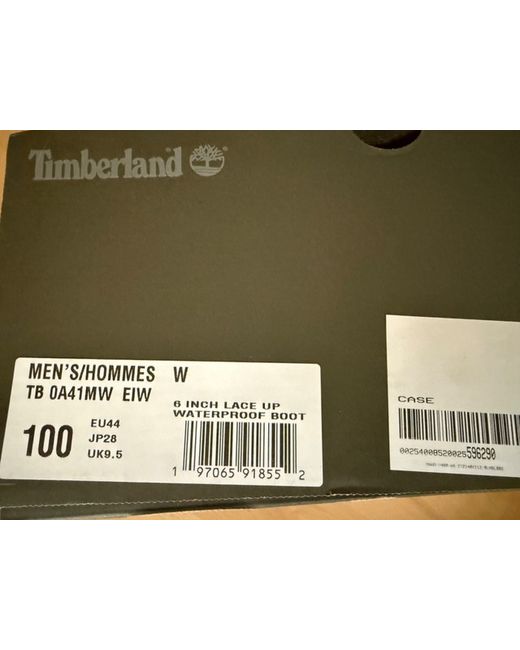 Timberland
MEN'S/HOMMES W
TB 0A41MW EIW
6 INCH LACE UP
WATERPROOF BOOT
100
EU44
JP28
UK9.5
1 97065 91855 2
CASE
00254008520025596290